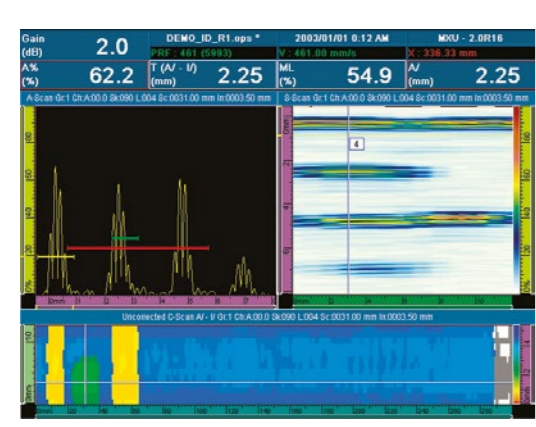 Gain (dB) 2.0 DEMO_ID_R1.ops * 2003/01/01 0:12 AM MXU - 2.0R16
PRF : 461 (5993) V : 461.00 mm/s X : 336.33 mm
A% (%) 62.2 T (A/ - I/) (mm) 2.25 ML (%) 54.9 A/ (mm) 2.25
A-Scan Gr:1 Ch:A:00.0 Sk:090 L:004 Sc:0031.00 mm In:0003.50 mm S-Scan Gr:1 Ch:A:00.0 Sk:090 L:004 Sc:0031.00 mm In:0003.50 mm
4
Uncorrected C-Scan A/ - I/ Gr:1 Ch:A:00.0 Sk:090 L:004 Sc:0031.00 mm In:0003.50 mm